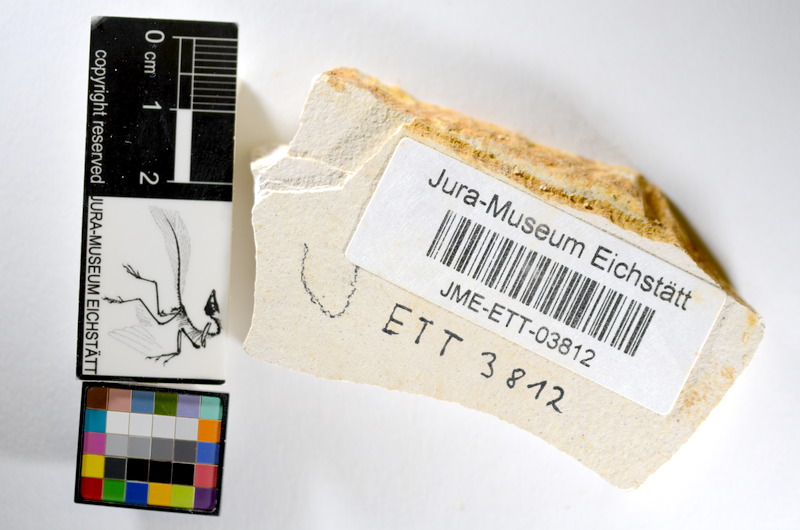 0
cm
1
2
copyright reserved
JURA-MUSEUM EICHSTÄTT
Jura-Museum Eichstätt
JME-ETT-03812
ETT 3812